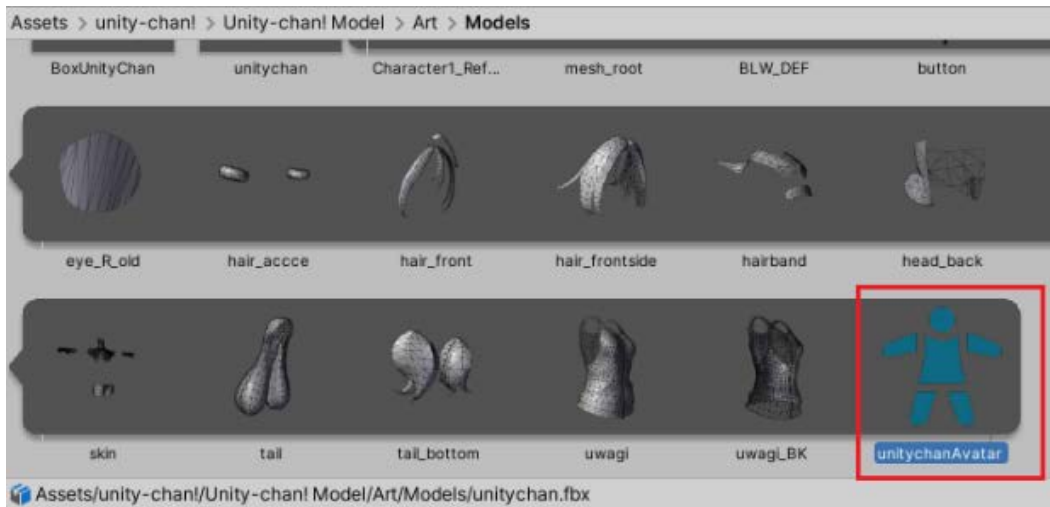 Assets > unity-chan! > Unity-chan! Model > Art > Models
BoxUnityChan unitychan Character1_Ref... mesh_root BLW_DEF button
eye_R_old hair_accce hair_front hair_frontside hairband head_back
skin tail tail_bottom uwagi uwagi_BK unitychanAvatar
Assets/unity-chan!/Unity-chan! Model/Art/Models/unitychan.fbx